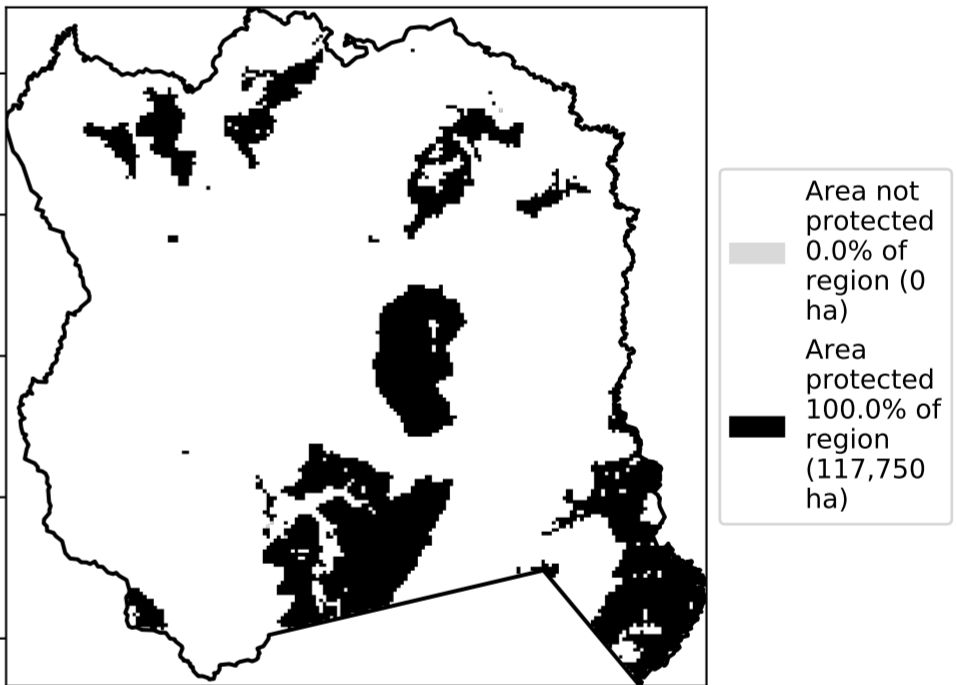 Area not
protected
0.0% of
region (0
ha)
Area
protected
100.0% of
region
(117,750
ha)